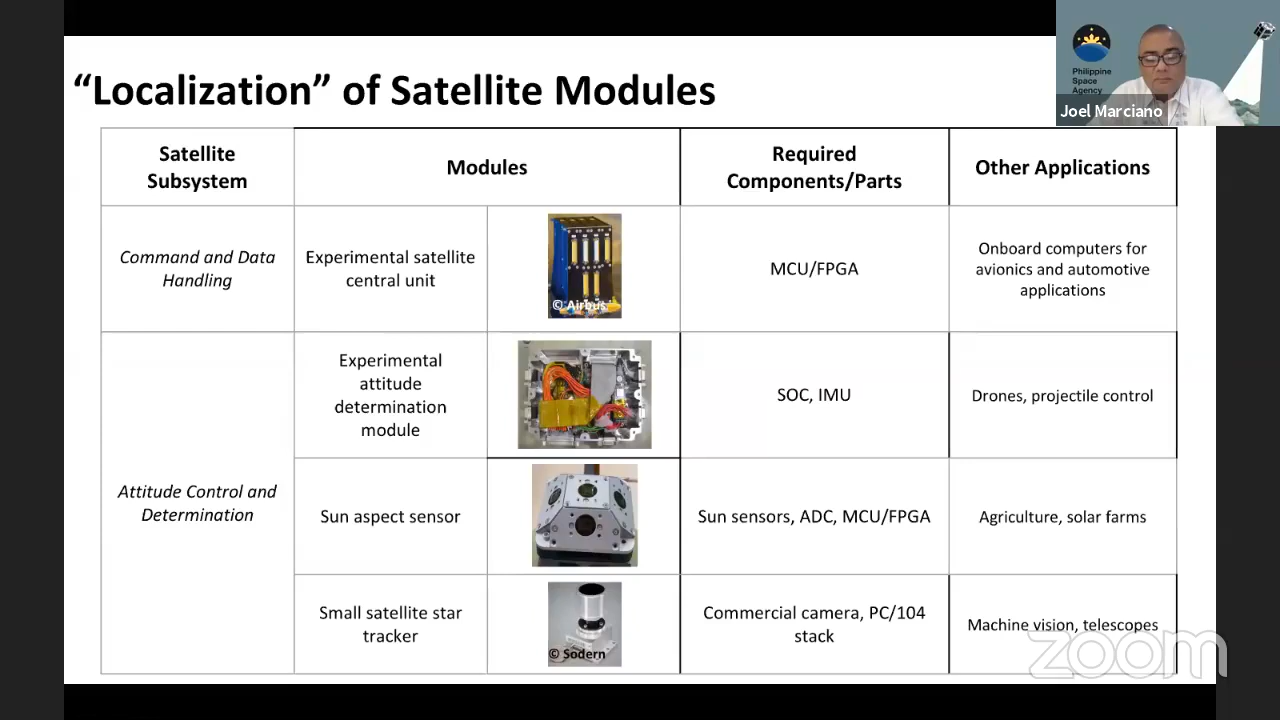 “Localization” of Satellite Modules
Philippine
Space
Agency
Joel Marciano
Satellite
Subsystem
Modules
Required
Components/Parts
Other Applications
Command and Data
Handling
Experimental satellite
central unit
© Airbus
MCU/FPGA
Onboard computers for
avionics and automotive
applications
Attitude Control and
Determination
Experimental
attitude
determination
module
SOC, IMU
Drones, projectile control
Sun aspect sensor
Sun sensors, ADC, MCU/FPGA
Agriculture, solar farms
Small satellite star
tracker
© Sodern
Commercial camera, PC/104
stack
Machine vision, telescopes
zoom